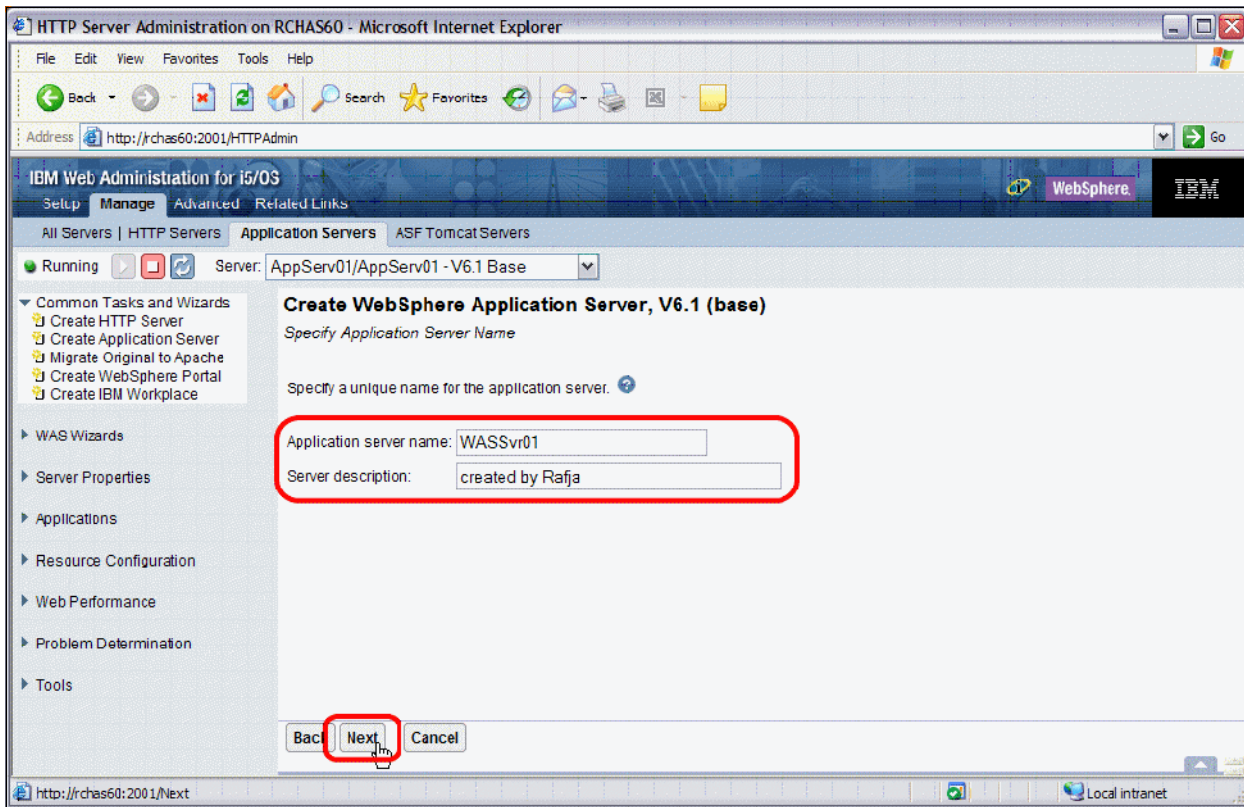 HTTP Server Administration on RCHAS60 - Microsoft Internet Explorer
File Edit View Favorites Tools Help
Back Search Favorites
Address http://rchas60:2001/HTTPAdmin Go
IBM Web Administration for i5/OS
WebSphere. IBM
Setup Manage Advanced Related Links
All Servers | HTTP Servers Application Servers ASF Tomcat Servers
Running Server: AppServ01/AppServ01 - V6.1 Base
Common Tasks and Wizards
Create HTTP Server
Create Application Server
Migrate Original to Apache
Create WebSphere Portal
Create IBM Workplace
WAS Wizards
Server Properties
Applications
Resource Configuration
Web Performance
Problem Determination
Tools
Create WebSphere Application Server, V6.1 (base)
Specify Application Server Name
Specify a unique name for the application server.
Application server name: WASSvr01
Server description: created by Rafja
Back Next Cancel
http://rchas60:2001/Next Local intranet